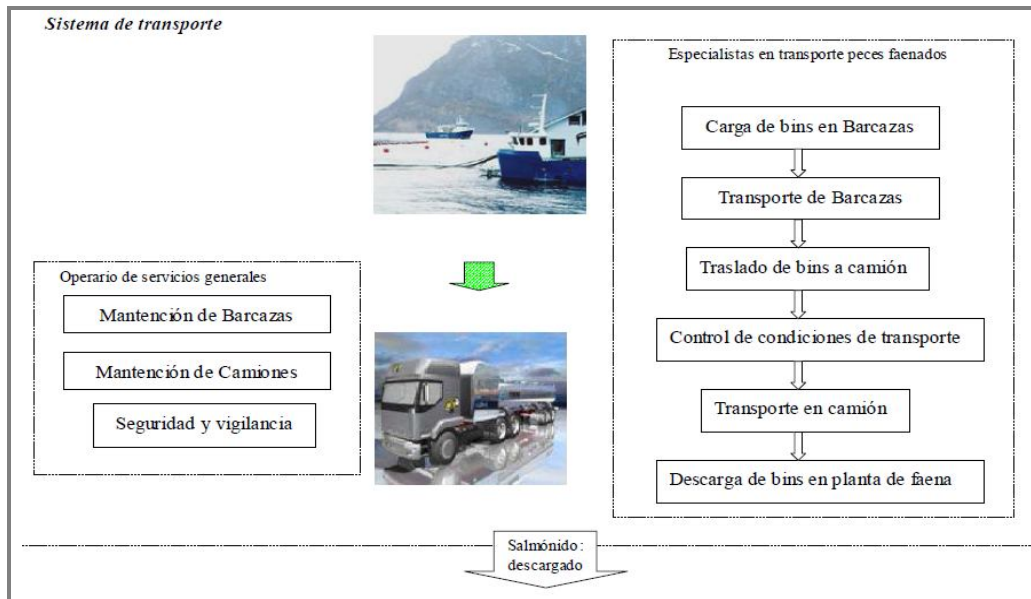 Sistema de transporte
Especialistas en transporte peces faenados
Carga de bins en Barcazas
Transporte de Barcazas
Traslado de bins a camión
Control de condiciones de transporte
Transporte en camión
Descarga de bins en planta de faena
Operario de servicios generales
Mantención de Barcazas
Mantención de Camiones
Seguridad y vigilancia
Salmónido:
descargado